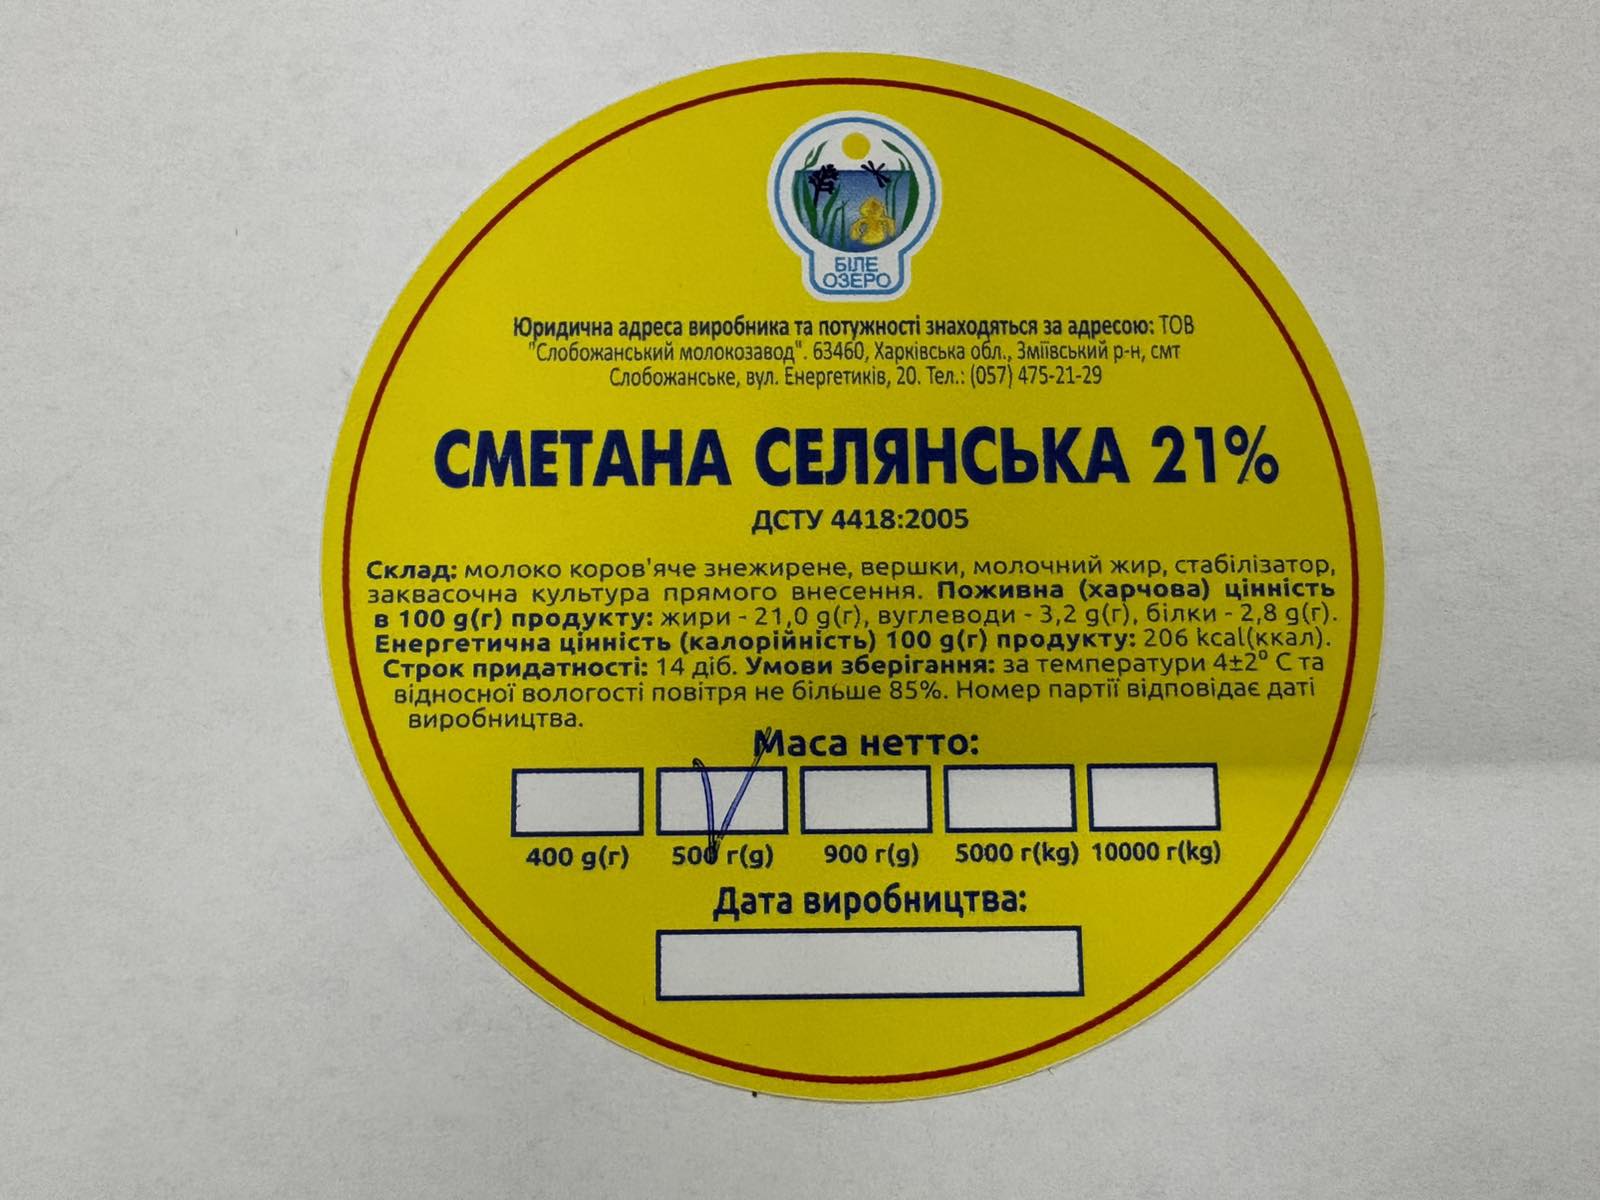 БІЛЕ
ОЗЕРО
Юридична адреса виробника та потужності знаходяться за адресою: ТОВ
"Слобожанський молокозавод". 63460, Харківська обл., Зміївський р-н, смт
Слобожанське, вул. Енергетиків, 20. Тел.: (057) 475-21-29
СМЕТАНА СЕЛЯНСЬКА 21%
ДСТУ 4418:2005
Склад: молоко коров'яче знежирене, вершки, молочний жир, стабілізатор,
заквасочна культура прямого внесення. Поживна (харчова) цінність
в 100 g(г) продукту: жири - 21,0 g(г), вуглеводи - 3,2 g(г), білки - 2,8 g(г).
Енергетична цінність (калорійність) 100 g(г) продукту: 206 kcal(ккал).
Строк придатності: 14 діб. Умови зберігання: за температури 4±2° С та
відносної вологості повітря не більше 85%. Номер партії відповідає даті
виробництва.
Маса нетто:
400 g(г) 500 г(g) 900 г(g) 5000 г(kg) 10000 г(kg)
Дата виробництва: